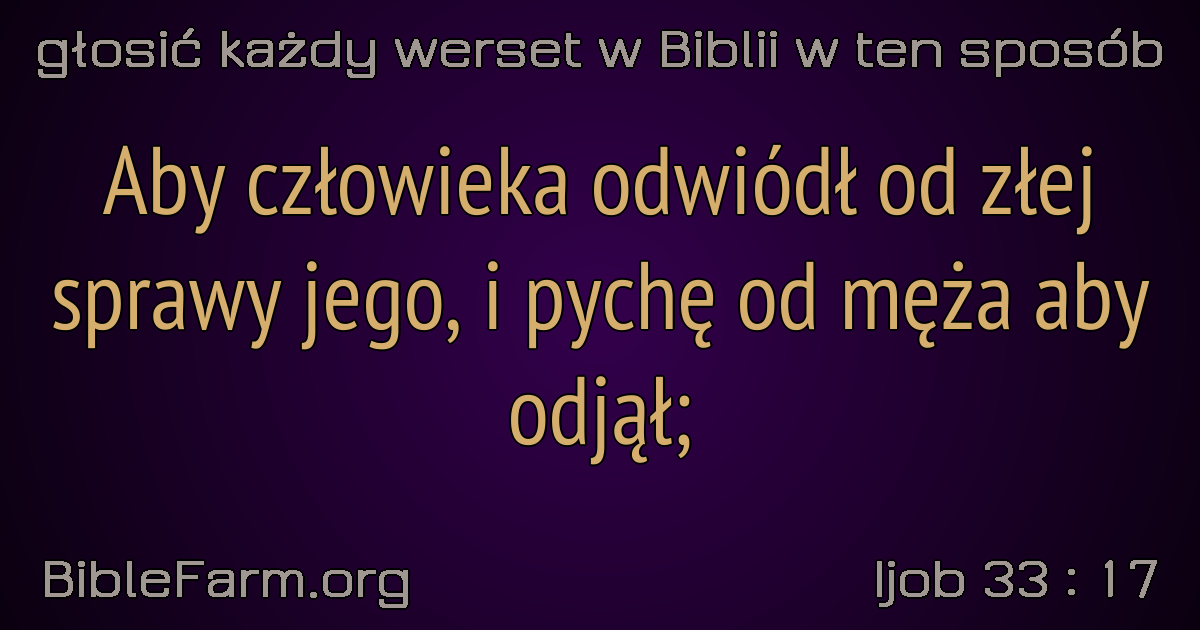 głosić każdy werset w Biblii w ten sposób
Aby człowieka odwiódł od złej
sprawy jego, i pychę od męża aby
odjął;
BibleFarm.org
Ijob 33 : 17